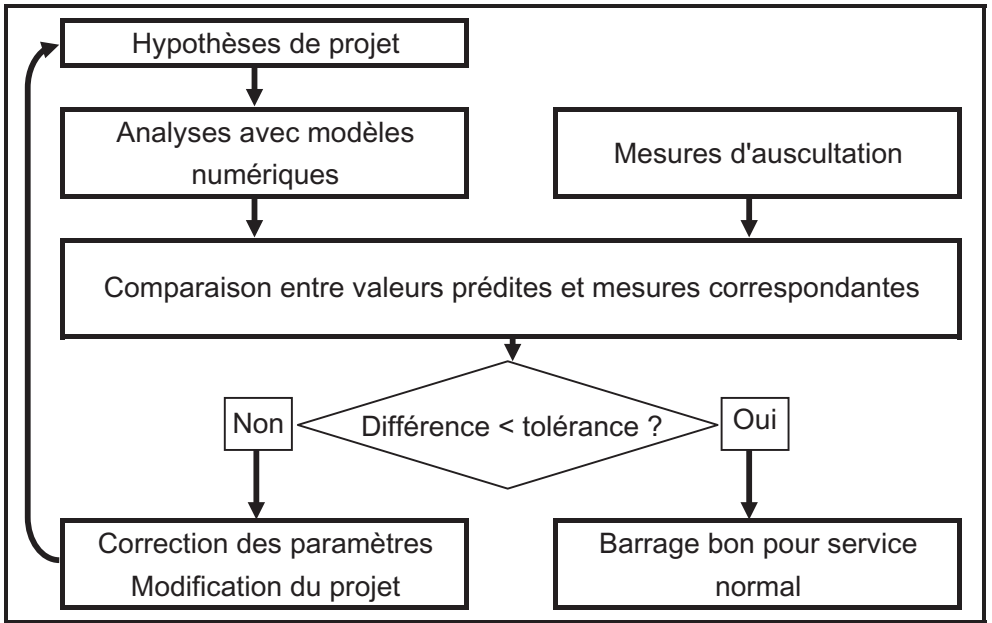 Hypothèses de projet
Analyses avec modèles
numériques
Mesures d'auscultation
Comparaison entre valeurs prédites et mesures correspondantes
Différence < tolérance ?
Non
Oui
Correction des paramètres
Modification du projet
Barrage bon pour service
normal